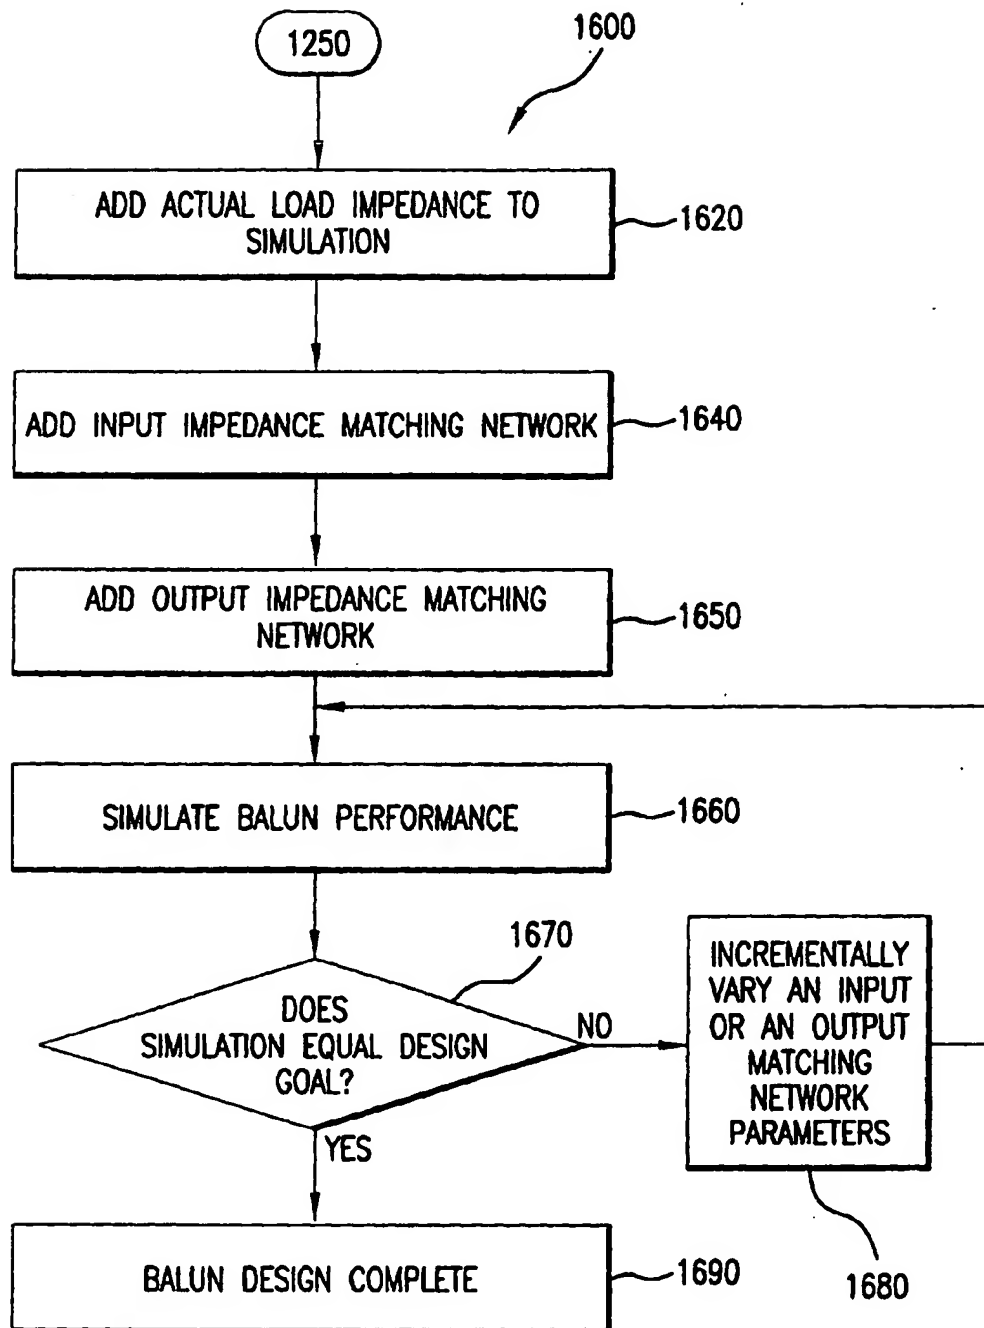 1250
1600
ADD ACTUAL LOAD IMPEDANCE TO
SIMULATION
1620
ADD INPUT IMPEDANCE MATCHING NETWORK
1640
ADD OUTPUT IMPEDANCE MATCHING
NETWORK
1650
SIMULATE BALUN PERFORMANCE
1660
1670
DOES
SIMULATION EQUAL DESIGN
GOAL?
NO
YES
INCREMENTALLY
VARY AN INPUT
OR AN OUTPUT
MATCHING
NETWORK
PARAMETERS
1680
BALUN DESIGN COMPLETE
1690